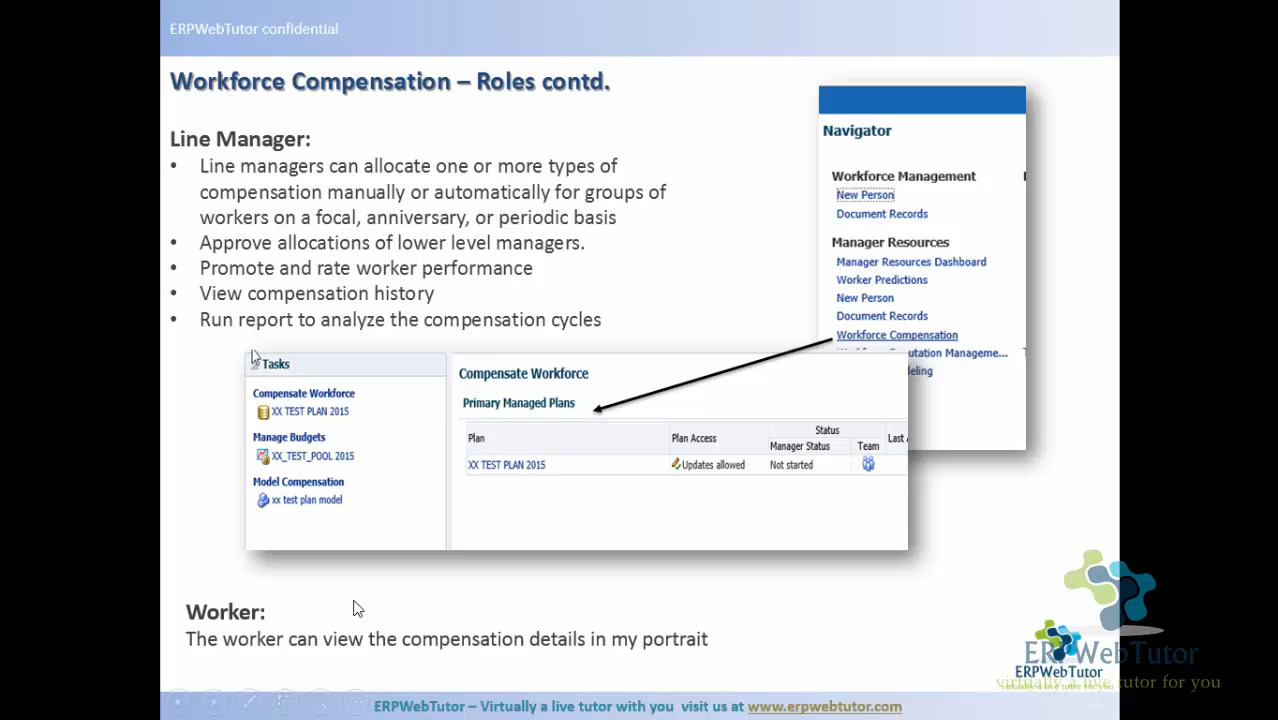 ERPWebTutor confidential
Workforce Compensation – Roles contd.
Line Manager:
• Line managers can allocate one or more types of
compensation manually or automatically for groups of
workers on a focal, anniversary, or periodic basis
• Approve allocations of lower level managers.
• Promote and rate worker performance
• View compensation history
• Run report to analyze the compensation cycles
Navigator
Workforce Management
New Person
Document Records
Manager Resources
Manager Resources Dashboard
Worker Predictions
New Person
Document Records
Workforce Compensation
Tasks
Compensate Workforce
XX TEST PLAN 2015
Manage Budgets
XX_TEST_POOL 2015
Model Compensation
xx test plan model
Compensate Workforce
Primary Managed Plans
Plan
Plan Access
Status
Manager Status
Team
Last
XX TEST PLAN 2015
Updates allowed
Not started
Worker:
The worker can view the compensation details in my portrait
ERPWebTutor
virtually a live tutor for you
ERPWebTutor
ERPWebTutor – Virtually a live tutor with you visit us at www.erpwebtutor.com